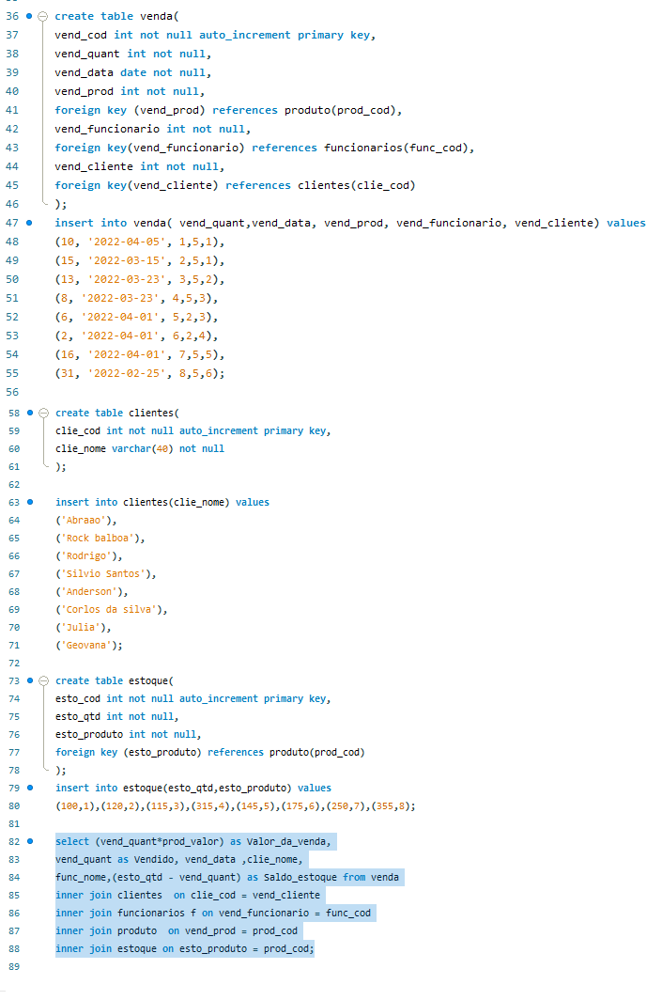 36 create table venda(
37 vend_cod int not null auto_increment primary key,
38 vend_quant int not null,
39 vend_data date not null,
40 vend_prod int not null,
41 foreign key (vend_prod) references produto(prod_cod),
42 vend_funcionario int not null,
43 foreign key(vend_funcionario) references funcionarios(func_cod),
44 vend_cliente int not null,
45 foreign key(vend_cliente) references clientes(clie_cod)
46 );
47 insert into venda( vend_quant,vend_data, vend_prod, vend_funcionario, vend_cliente) values
48 (10, '2022-04-05', 1,5,1),
49 (15, '2022-03-15', 2,5,1),
50 (13, '2022-03-23', 3,5,2),
51 (8, '2022-03-23', 4,5,3),
52 (6, '2022-04-01', 5,2,3),
53 (2, '2022-04-01', 6,2,4),
54 (16, '2022-04-01', 7,5,5),
55 (31, '2022-02-25', 8,5,6);
56
58 create table clientes(
59 clie_cod int not null auto_increment primary key,
60 clie_nome varchar(40) not null
61 );
62
63 insert into clientes(clie_nome) values
64 ('Abraao'),
65 ('Rock balboa'),
66 ('Rodrigo'),
67 ('Silvio Santos'),
68 ('Anderson'),
69 ('Corlos da silva'),
70 ('Julia'),
71 ('Geovana');
72
73 create table estoque(
74 esto_cod int not null auto_increment primary key,
75 esto_qtd int not null,
76 esto_produto int not null,
77 foreign key (esto_produto) references produto(prod_cod)
78 );
79 insert into estoque(esto_qtd,esto_produto) values
80 (100,1),(120,2),(115,3),(315,4),(145,5),(175,6),(250,7),(355,8);
81
82 select (vend_quant*prod_valor) as Valor_da_venda,
83 vend_quant as Vendido, vend_data ,clie_nome,
84 func_nome,(esto_qtd - vend_quant) as Saldo_estoque from venda
85 inner join clientes  on clie_cod = vend_cliente
86 inner join funcionarios f on vend_funcionario = func_cod
87 inner join produto  on vend_prod = prod_cod
88 inner join estoque on esto_produto = prod_cod;
89